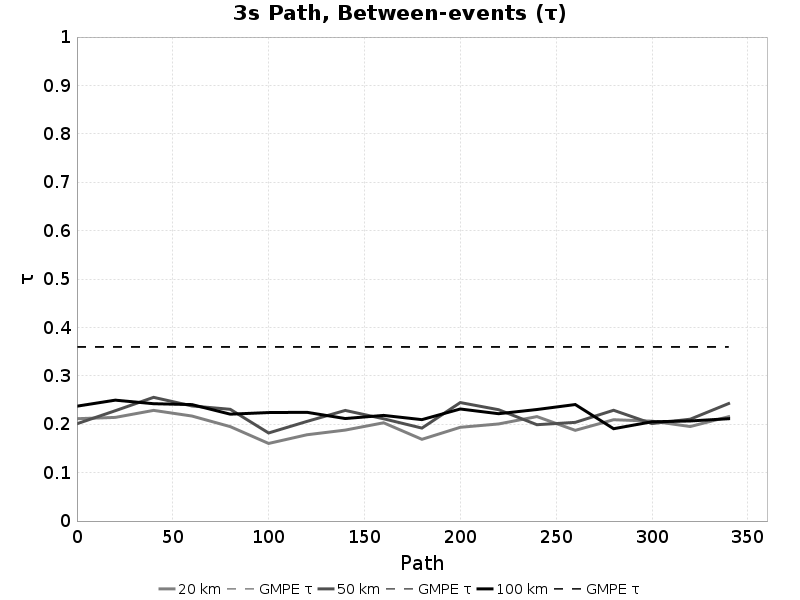 3s Path, Between-events (τ)
1
0.9
0.8
0.7
0.6
0.5
0.4
0.3
0.2
0.1
0
τ
0 50 100 150 200 250 300 350
Path
20 km GMPE τ 50 km GMPE τ 100 km GMPE τ